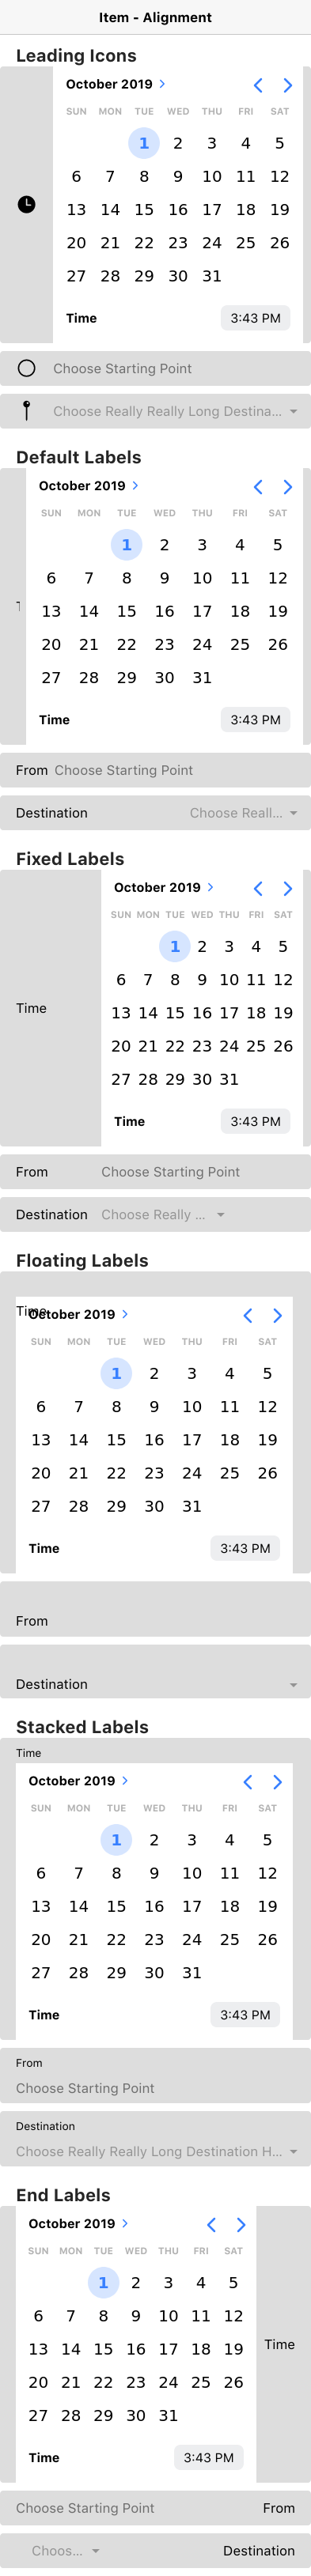 Item - Alignment
Leading Icons
October 2019
SUN MON TUE WED THU FRI SAT
1 2 3 4 5
6 7 8 9 10 11 12
13 14 15 16 17 18 19
20 21 22 23 24 25 26
27 28 29 30 31
Time 3:43 PM
Choose Starting Point
Choose Really Really Long Destina...
Default Labels
October 2019
SUN MON TUE WED THU FRI SAT
1 2 3 4 5
6 7 8 9 10 11 12
13 14 15 16 17 18 19
20 21 22 23 24 25 26
27 28 29 30 31
Time 3:43 PM
From Choose Starting Point
Destination Choose Reall...
Fixed Labels
October 2019
SUN MON TUE WED THU FRI SAT
1 2 3 4 5
6 7 8 9 10 11 12
Time
13 14 15 16 17 18 19
20 21 22 23 24 25 26
27 28 29 30 31
Time 3:43 PM
From Choose Starting Point
Destination Choose Really ...
Floating Labels
Time
October 2019
SUN MON TUE WED THU FRI SAT
1 2 3 4 5
6 7 8 9 10 11 12
13 14 15 16 17 18 19
20 21 22 23 24 25 26
27 28 29 30 31
Time 3:43 PM
From
Destination
Stacked Labels
Time
October 2019
SUN MON TUE WED THU FRI SAT
1 2 3 4 5
6 7 8 9 10 11 12
13 14 15 16 17 18 19
20 21 22 23 24 25 26
27 28 29 30 31
Time 3:43 PM
From
Choose Starting Point
Destination
Choose Really Really Long Destination H...
End Labels
October 2019
SUN MON TUE WED THU FRI SAT
1 2 3 4 5
6 7 8 9 10 11 12
13 14 15 16 17 18 19
Time
20 21 22 23 24 25 26
27 28 29 30 31
Time 3:43 PM
Choose Starting Point From
Choos... Destination